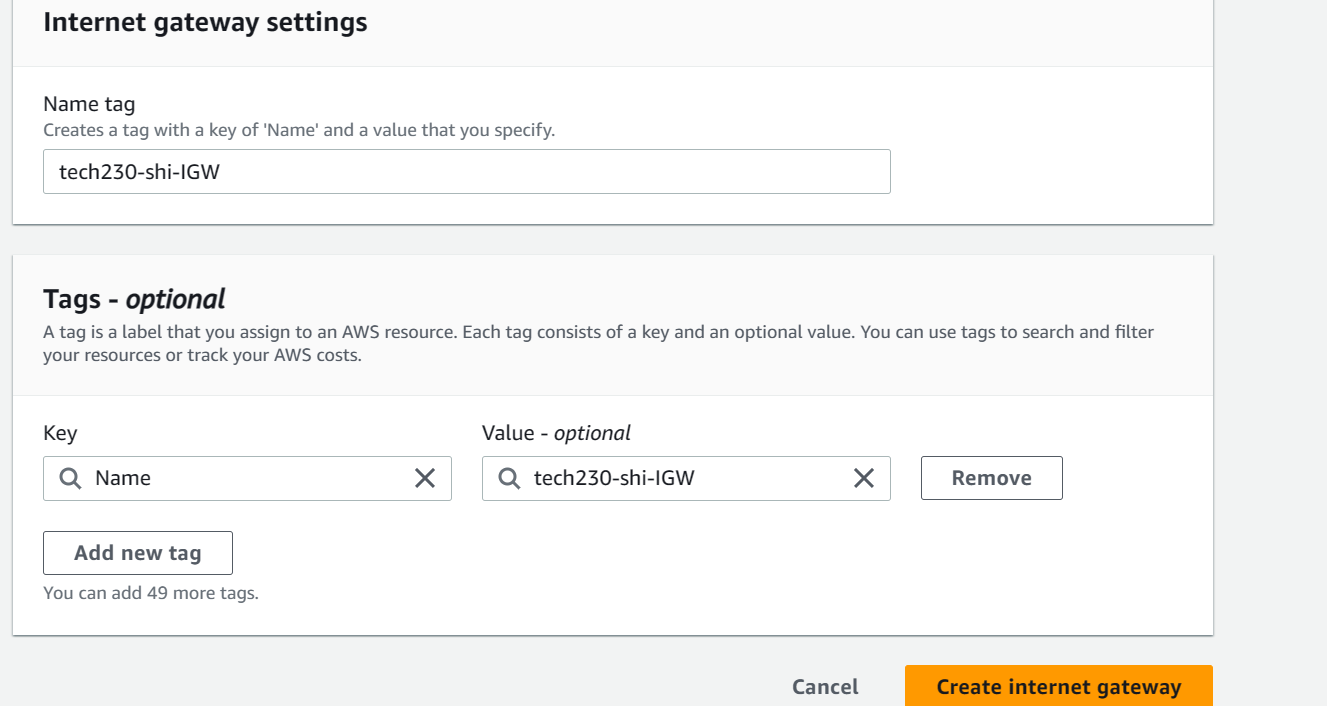 Internet gateway settings
Name tag
Creates a tag with a key of 'Name' and a value that you specify.
tech230-shi-IGW
Tags - optional
A tag is a label that you assign to an AWS resource. Each tag consists of a key and an optional value. You can use tags to search and filter
your resources or track your AWS costs.
Key
Value - optional
Name
tech230-shi-IGW
Remove
Add new tag
You can add 49 more tags.
Cancel
Create internet gateway